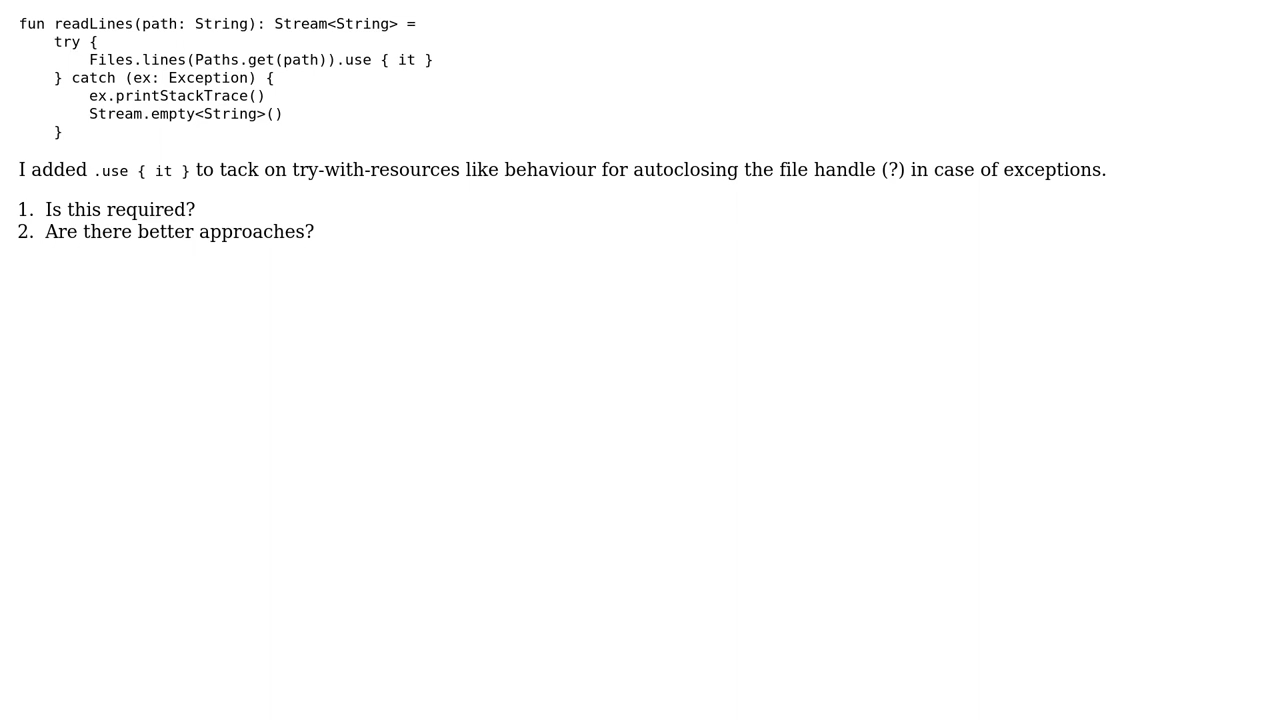 fun readLines(path: String): Stream<String> =
    try {
        Files.lines(Paths.get(path)).use { it }
    } catch (ex: Exception) {
        ex.printStackTrace()
        Stream.empty<String>()
    }
I added .use { it } to tack on try-with-resources like behaviour for autoclosing the file handle (?) in case of exceptions.
1. Is this required?
2. Are there better approaches?